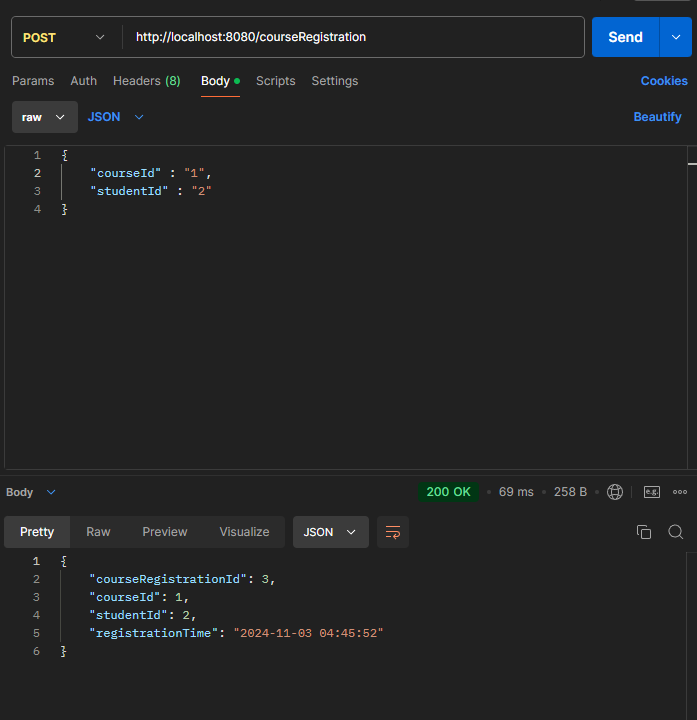 POST http://localhost:8080/courseRegistration Send
Params Auth Headers (8) Body Scripts Settings Cookies
raw JSON Beautify
1 {
2 "courseId" : "1",
3 "studentId" : "2"
4 }
Body 200 OK 69 ms 258 B e.g.
Pretty Raw Preview Visualize JSON
1 {
2 "courseRegistrationId": 3,
3 "courseId": 1,
4 "studentId": 2,
5 "registrationTime": "2024-11-03 04:45:52"
6 }